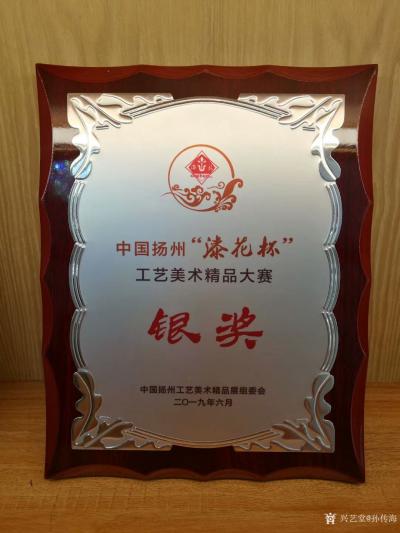 中国扬州“漆花杯”
工艺美术精品大赛
银奖
中国扬州工艺美术精品展组委会
二〇一九年六月
兴艺堂@孙传海